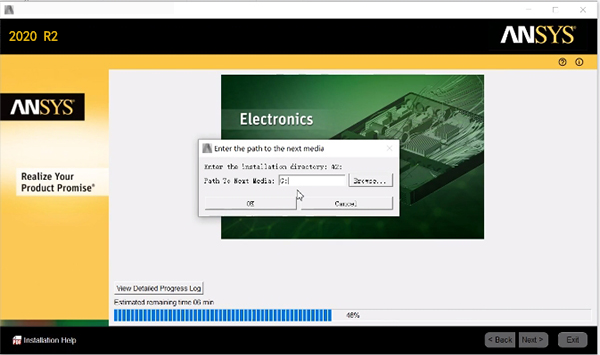 2020 R2
ANSYS
ANSYS
Realize Your
Product Promise®
Electronics
Enter the path to the next media
Enter the installation directory: #2:
Path To Next Media:
G:
Browse...
OK
Cancel
View Detailed Progress Log
Estimated remaining time 06 min
46%
Installation Help
< Back
Next >
Exit